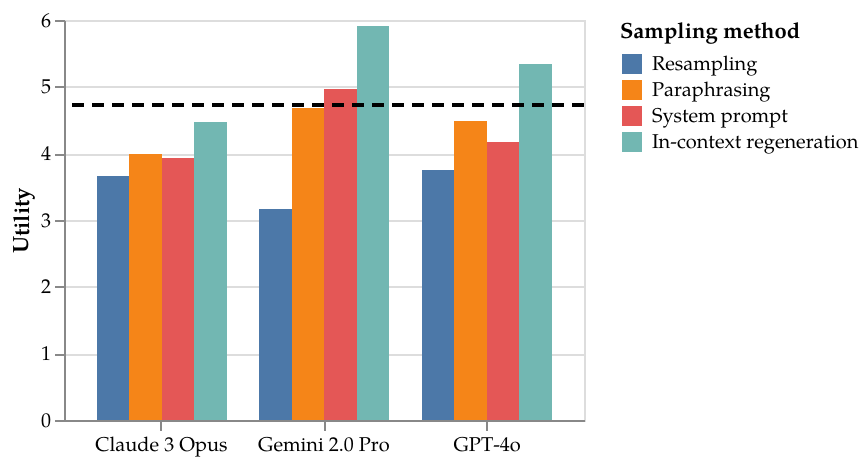 6
5
4
3
2
1
0
Utility
Claude 3 Opus
Gemini 2.0 Pro
GPT-4o
Sampling method
Resampling
Paraphrasing
System prompt
In-context regeneration